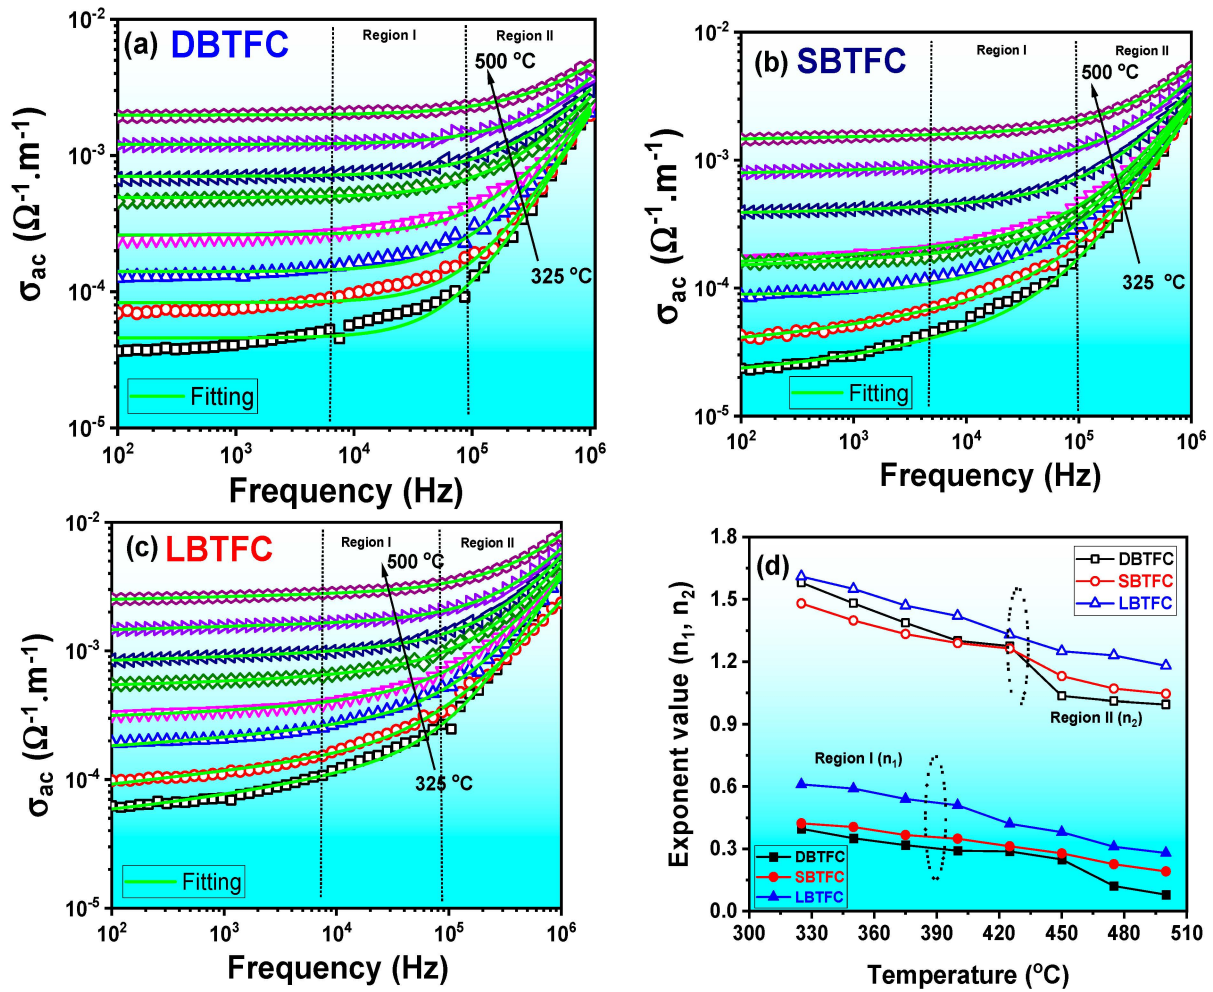 (a) DBTFC
Region I
Region II
500 °C
325 °C
Fitting
10⁻²
10⁻³
10⁻⁴
10⁻⁵
σac (Ω⁻¹.m⁻¹)
10² 10³ 10⁴ 10⁵ 10⁶
Frequency (Hz)
(b) SBTFC
Region I
Region II
500 °C
325 °C
Fitting
10⁻²
10⁻³
10⁻⁴
10⁻⁵
σac (Ω⁻¹.m⁻¹)
10² 10³ 10⁴ 10⁵ 10⁶
Frequency (Hz)
(c) LBTFC
Region I
Region II
500 °C
325 °C
Fitting
10⁻²
10⁻³
10⁻⁴
10⁻⁵
σac (Ω⁻¹.m⁻¹)
10² 10³ 10⁴ 10⁵ 10⁶
Frequency (Hz)
(d)
DBTFC
SBTFC
LBTFC
Region II (n₂)
Region I (n₁)
DBTFC
SBTFC
LBTFC
1.8
1.5
1.2
0.9
0.6
0.3
0.0
Exponent value (n₁, n₂)
300 330 360 390 420 450 480 510
Temperature (°C)